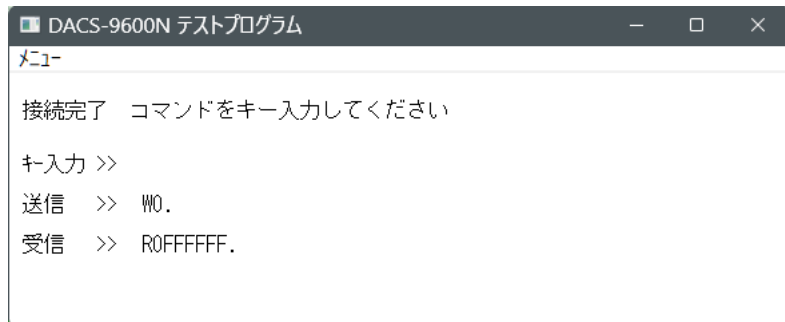 DACS-9600N テストプログラム
ﾒﾆｭｰ
接続完了　コマンドをキー入力してください
ｷｰ入力 >>
送信　>>　W0.
受信　>>　R0FFFFFF.